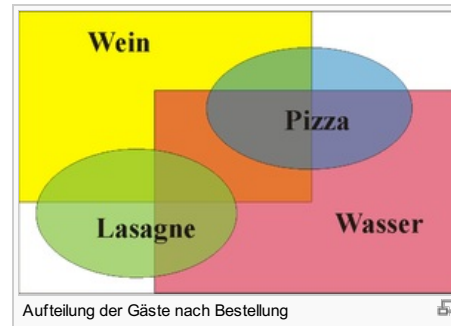 Wein
Pizza
Lasagne
Wasser
Aufteilung der Gäste nach Bestellung